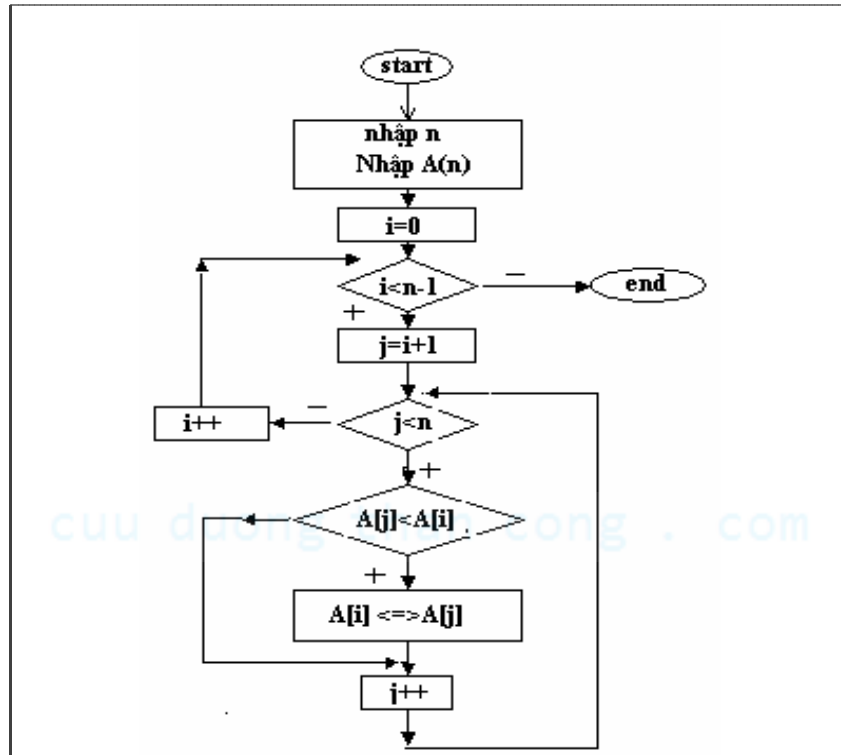 start
nhập n
Nhập A(n)
i=0
i<n-1
−
end
+
j=i+1
i++
−
j<n
+
A[j]<A[i]
cuu duong than cong . com
+
A[i] <=>A[j]
j++